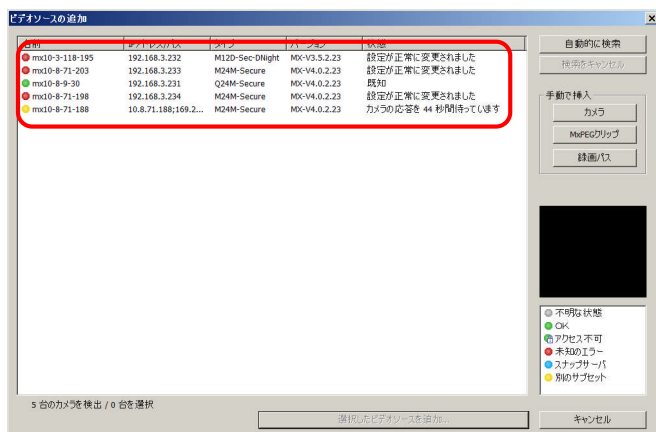 ビデオソースの追加
名前 IPアドレス/パス タイプ バージョン 状態
mx10-3-118-195 192.168.3.232 M12D-Sec-DNight MX-V3.5.2.23 設定が正常に変更されました
mx10-8-71-203 192.168.3.233 M24M-Secure MX-V4.0.2.23 設定が正常に変更されました
mx10-8-9-30 192.168.3.231 Q24M-Secure MX-V4.0.2.23 既知
mx10-8-71-198 192.168.3.234 M24M-Secure MX-V4.0.2.23 設定が正常に変更されました
mx10-8-71-188 10.8.71.188;169.2... M24M-Secure MX-V4.0.2.23 カメラの応答を 44 秒間待っています
自動的に検索
検索をキャンセル
手動で挿入
カメラ
MxPEGクリップ
録画パス
不明な状態
OK
アクセス不可
未知のエラー
スナップサーバ
別のサブセット
5 台のカメラを検出 / 0 台を選択
選択したビデオソースを追加...
キャンセル